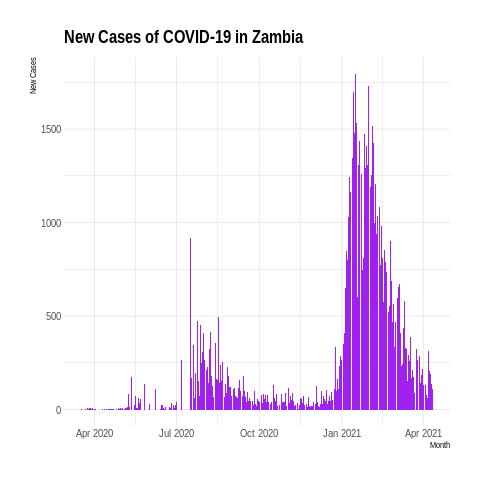 New Cases of COVID-19 in Zambia
New Cases
1500
1000
500
0
Apr 2020 Jul 2020 Oct 2020 Jan 2021 Apr 2021
Month